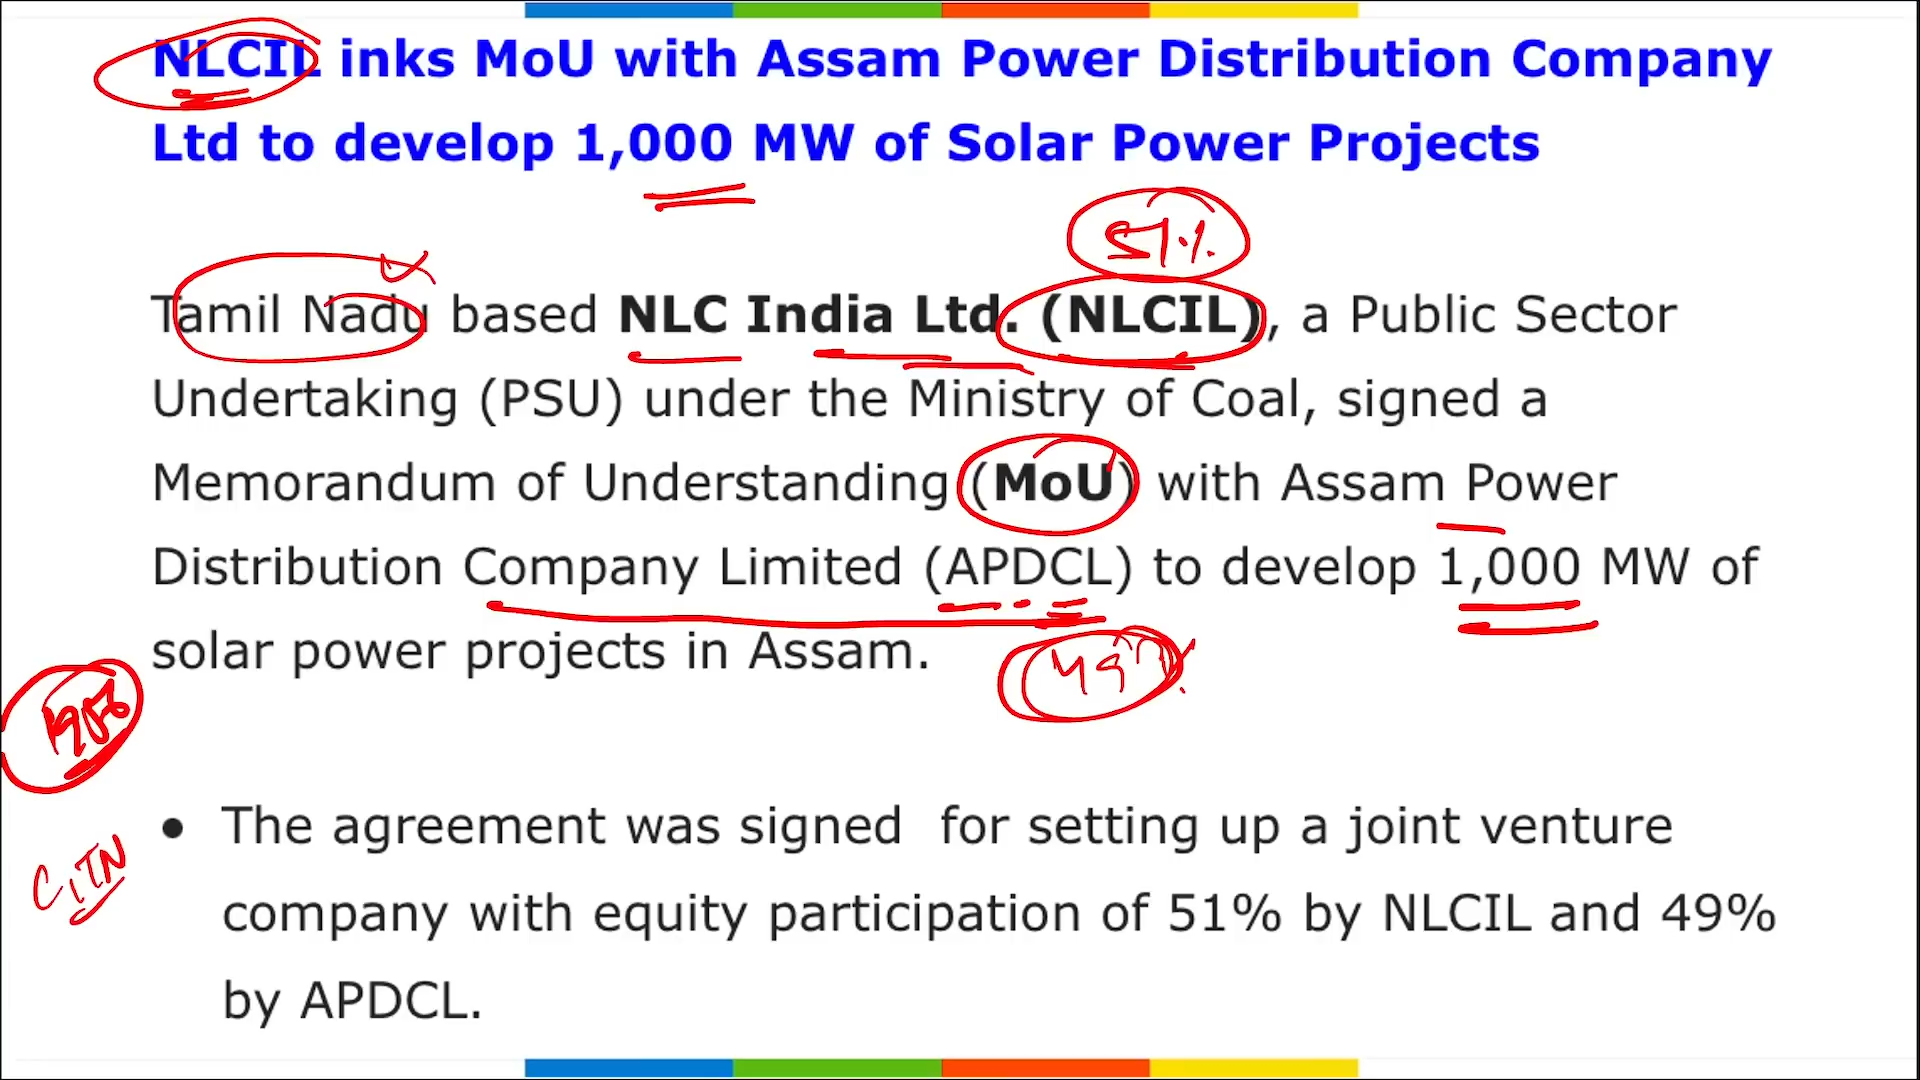 NLCIL inks MoU with Assam Power Distribution Company
Ltd to develop 1,000 MW of Solar Power Projects
51%
Tamil Nadu based NLC India Ltd. (NLCIL), a Public Sector
Undertaking (PSU) under the Ministry of Coal, signed a
Memorandum of Understanding (MoU) with Assam Power
Distribution Company Limited (APDCL) to develop 1,000 MW of
solar power projects in Assam.
49%
1956
● The agreement was signed  for setting up a joint venture
C, TN
company with equity participation of 51% by NLCIL and 49%
by APDCL.